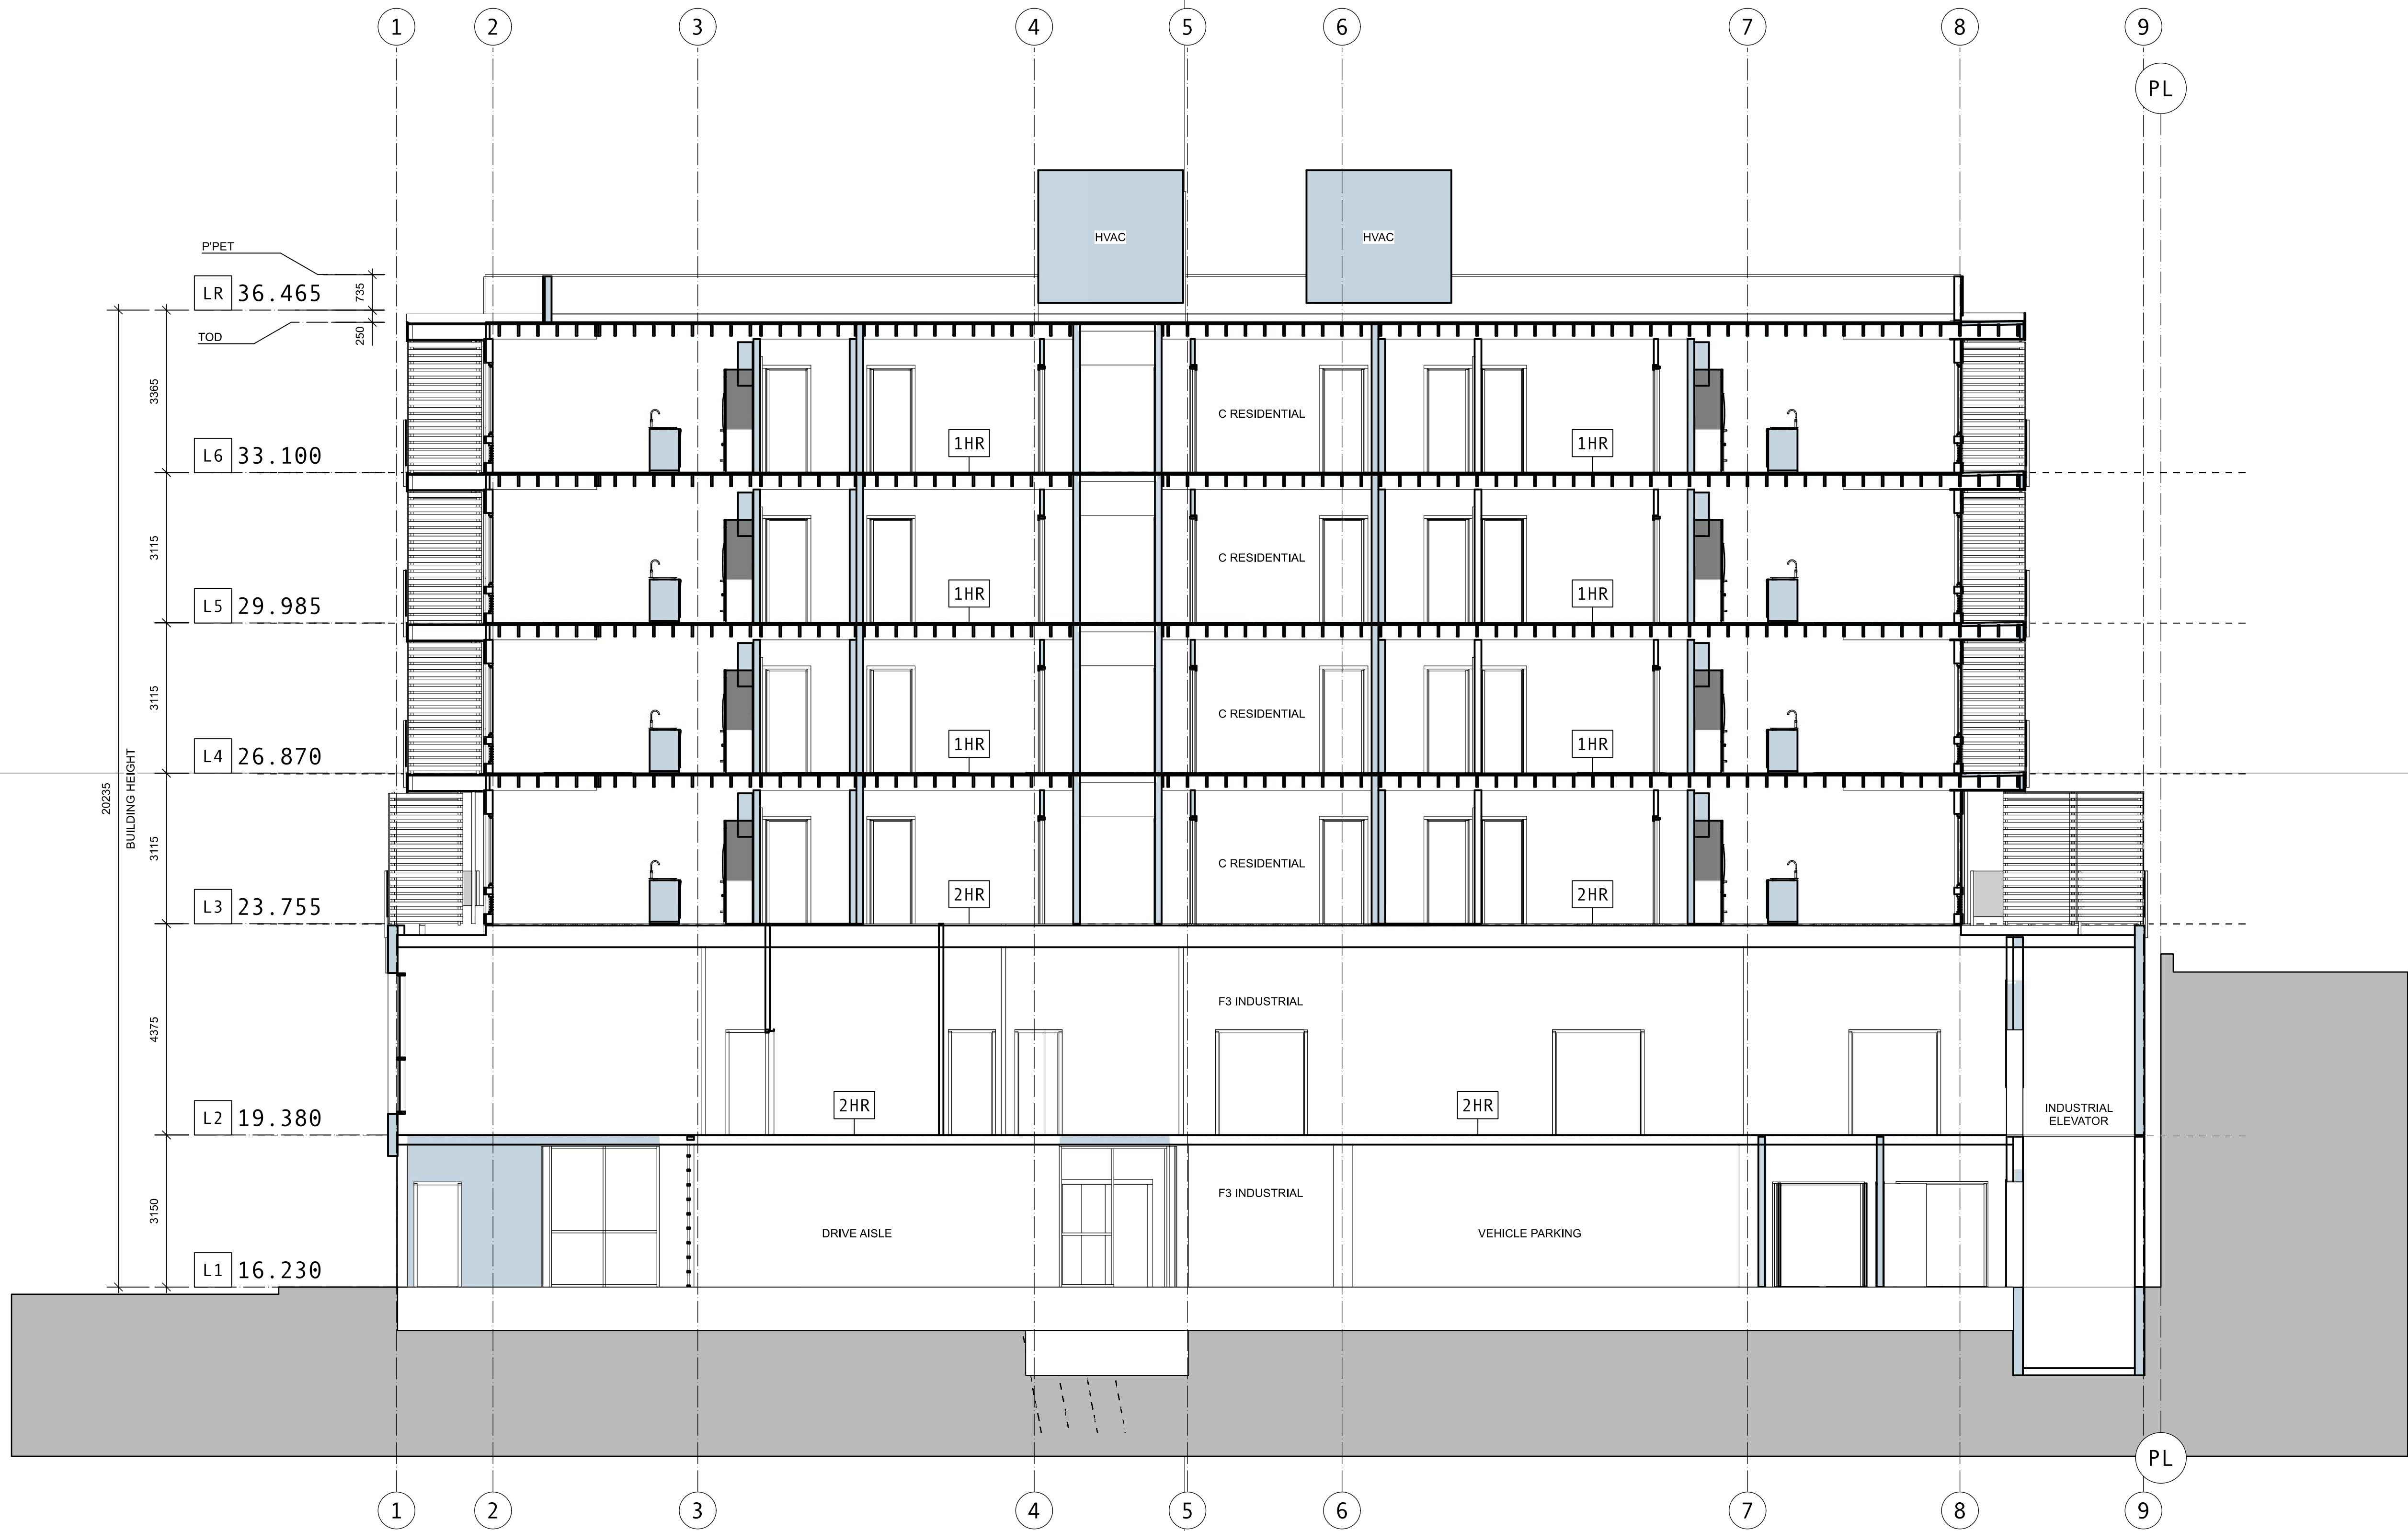 1 2 3 4 5 6 7 8 9
PL
HVAC HVAC
P'PET
LR 36.465
735
TOD
250
3365
C RESIDENTIAL
1HR 1HR
L6 33.100
3115
C RESIDENTIAL
1HR 1HR
L5 29.985
3115
C RESIDENTIAL
1HR 1HR
L4 26.870
20235
BUILDING HEIGHT
3115
C RESIDENTIAL
2HR 2HR
L3 23.755
4375
F3 INDUSTRIAL
2HR 2HR
L2 19.380
INDUSTRIAL
ELEVATOR
3150
F3 INDUSTRIAL
DRIVE AISLE
VEHICLE PARKING
L1 16.230
PL
1 2 3 4 5 6 7 8 9